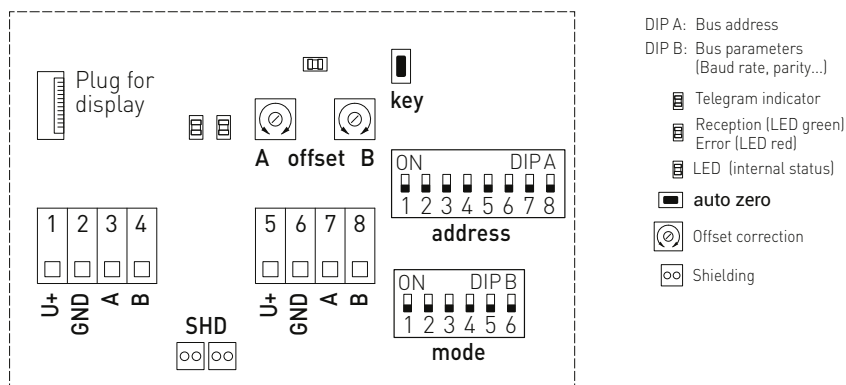 Plug for
display
key
A offset B
ON DIP A
1 2 3 4 5 6 7 8
address
1 2 3 4
U+ GND A B
5 6 7 8
U+ GND A B
ON DIP B
1 2 3 4 5 6
mode
SHD
DIP A: Bus address
DIP B: Bus parameters
(Baud rate, parity...)
Telegram indicator
Reception (LED green)
Error (LED red)
LED (internal status)
auto zero
Offset correction
Shielding